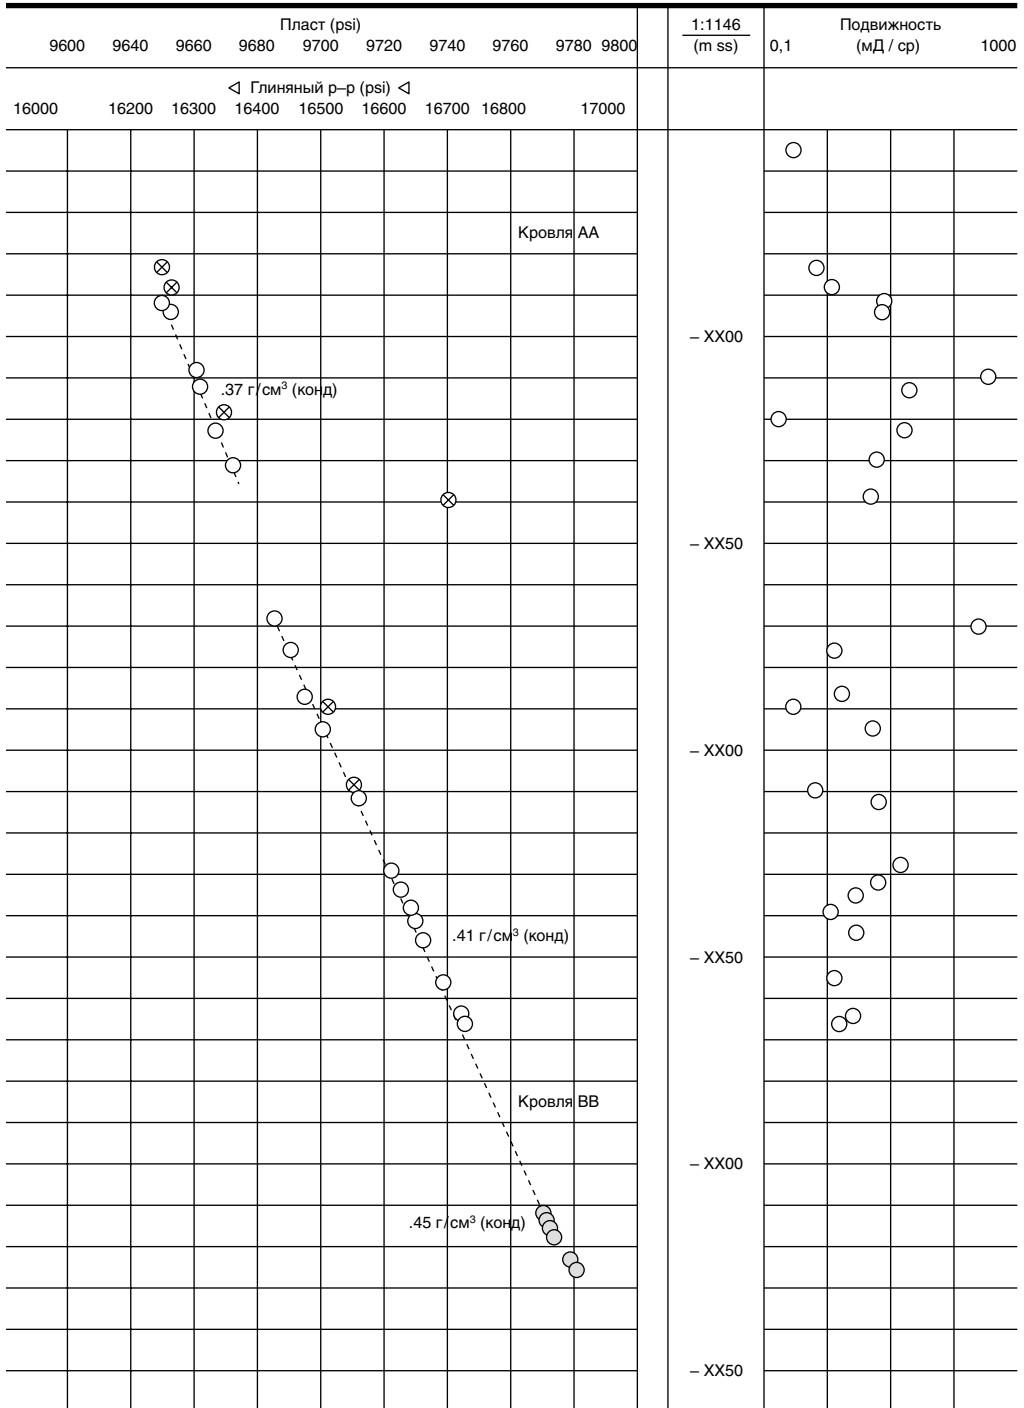 Пласт (psi)
9600 9640 9660 9680 9700 9720 9740 9760 9780 9800
1:1146
(m ss)
Подвижность
0,1 (мД / ср) 1000
Глиняный р–р (psi)
16000 16200 16300 16400 16500 16600 16700 16800 17000
Кровля АА
– XX00
.37 г/см³ (конд)
– XX50
– XX00
.41 г/см³ (конд)
– XX50
Кровля ВВ
– XX00
.45 г/см³ (конд)
– XX50